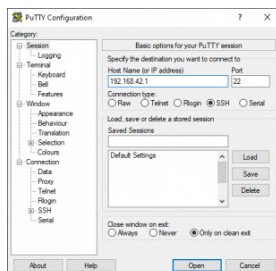 PuTTY Configuration
?
×
Category:
Session
Logging
Terminal
Keyboard
Bell
Features
Window
Appearance
Behaviour
Translation
Selection
Colours
Connection
Data
Proxy
Telnet
Rlogin
SSH
Serial
Basic options for your PuTTY session
Specify the destination you want to connect to
Host Name (or IP address) Port
192.168.42.1 22
Connection type:
Raw Telnet Rlogin SSH Serial
Load, save or delete a stored session
Saved Sessions
Default Settings
Load
Save
Delete
Close window on exit:
Always Never Only on clean exit
About Help Open Cancel